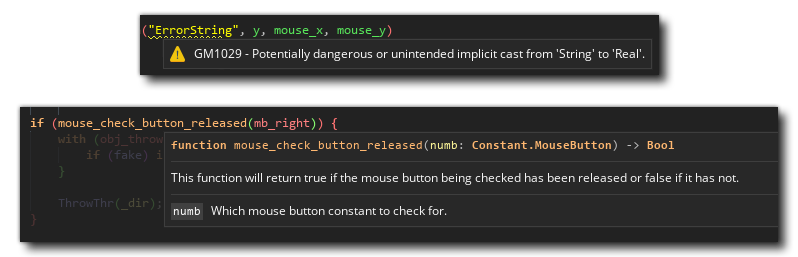 ("ErrorString", y, mouse_x, mouse_y)
GM1029 - Potentially dangerous or unintended implicit cast from 'String' to 'Real'.
if (mouse_check_button_released(mb_right)) {
with (obj_throw
function mouse_check_button_released(numb: Constant.MouseButton) -> Bool
if (fake) i
}
This function will return true if the mouse button being checked has been released or false if it has not.
ThrowThr(_dir);
numb Which mouse button constant to check for.
}